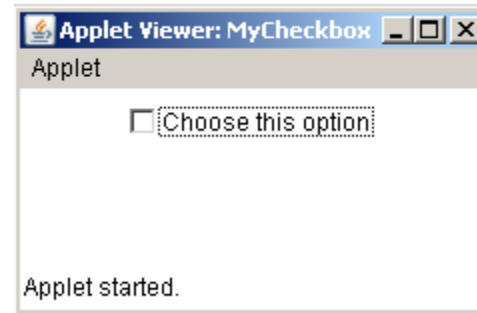 Applet Viewer: MyCheckbox
Applet
Choose this option
Applet started.